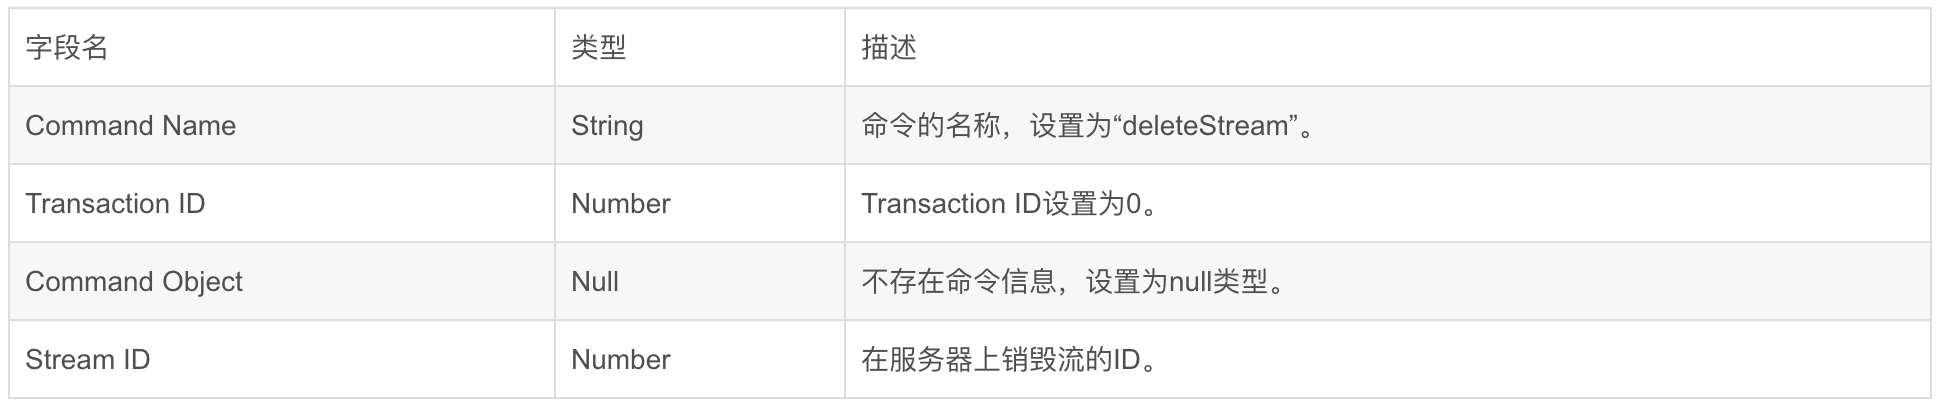 字段名 类型 描述
Command Name String 命令的名称，设置为“deleteStream”。
Transaction ID Number Transaction ID设置为0。
Command Object Null 不存在命令信息，设置为null类型。
Stream ID Number 在服务器上销毁流的ID。